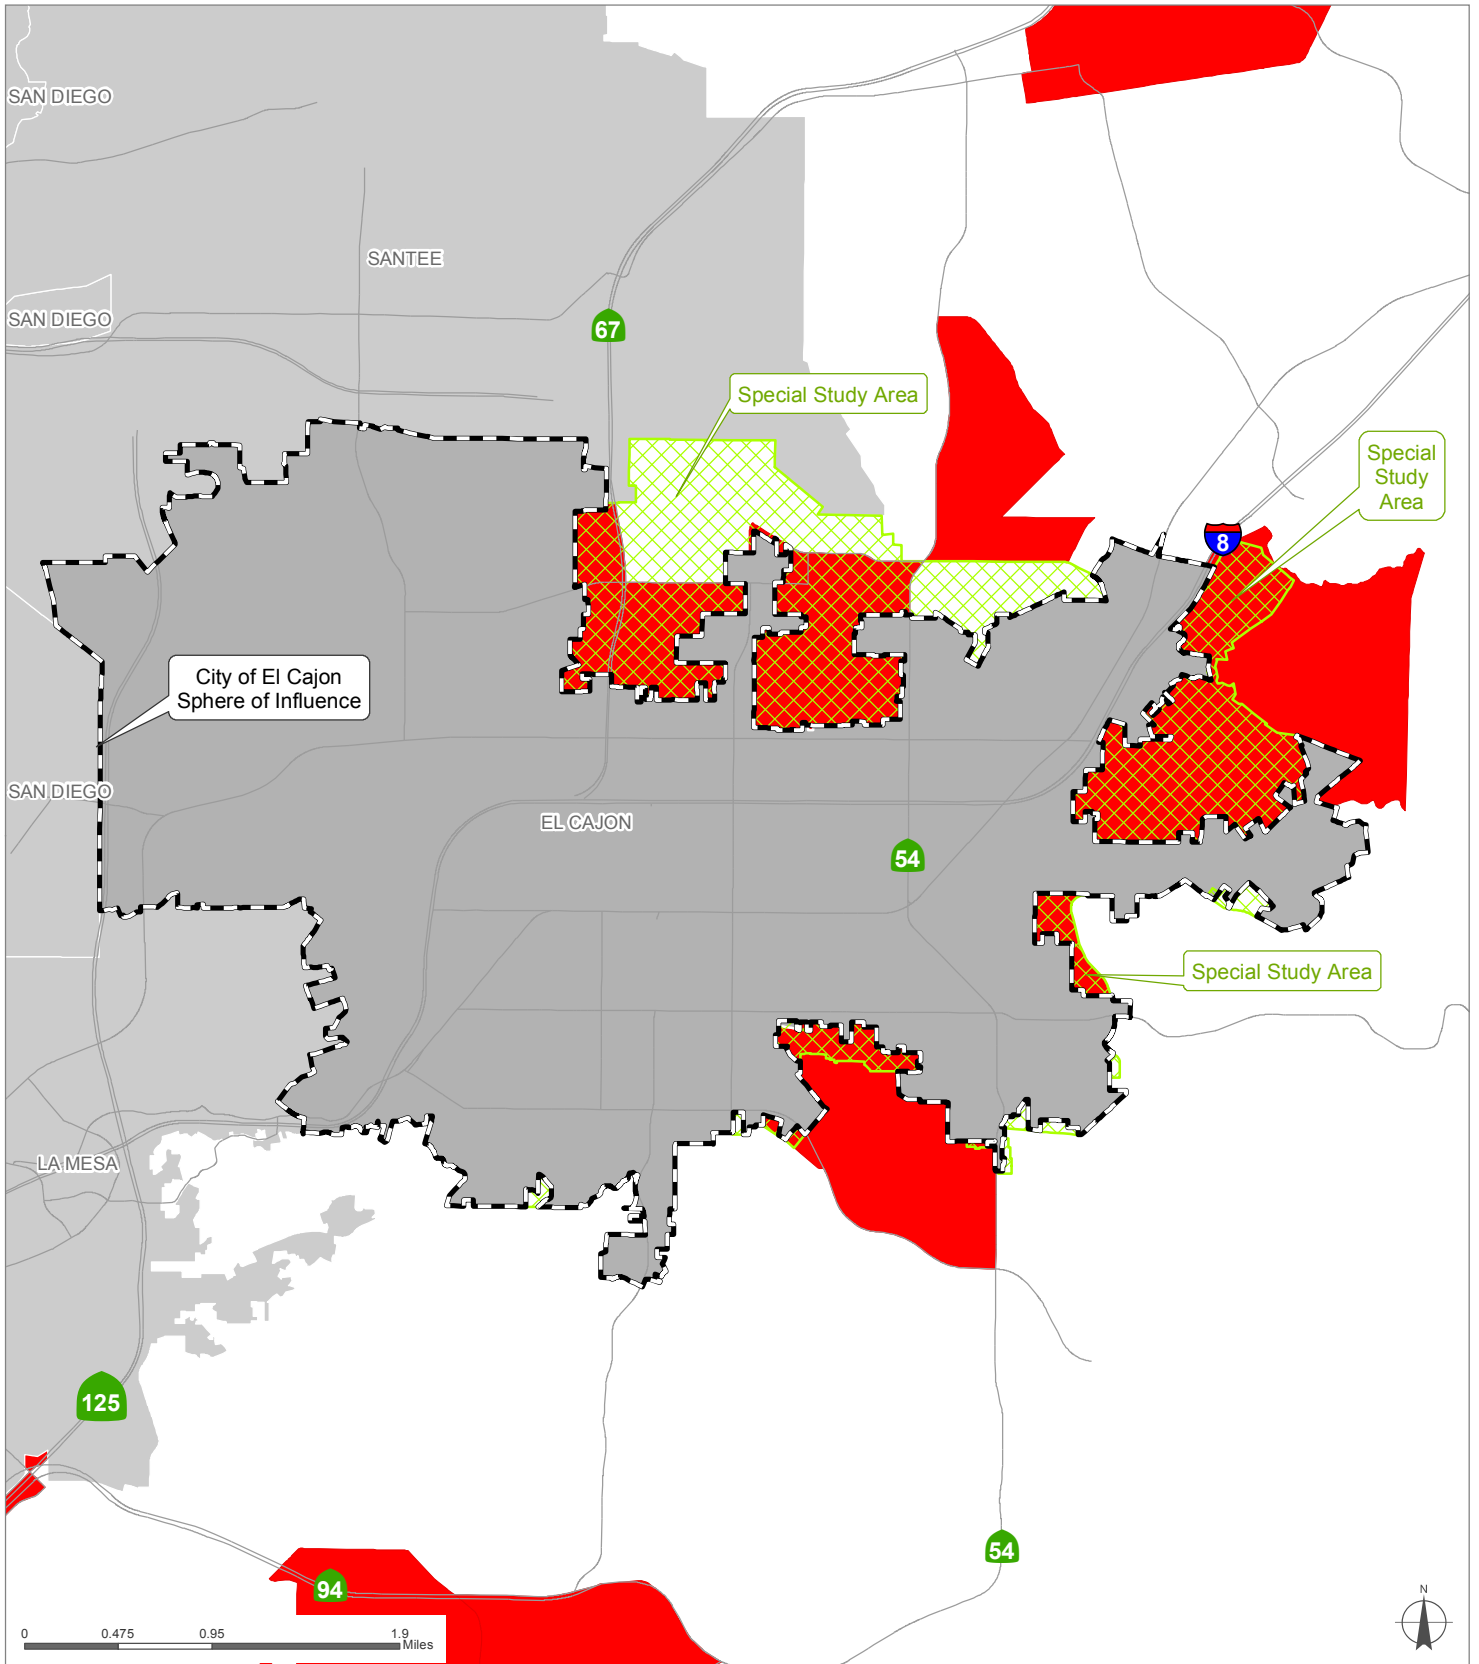 SAN DIEGO
SANTEE
SAN DIEGO
67
Special Study Area
Special
Study
Area
8
City of El Cajon
Sphere of Influence
SAN DIEGO
EL CAJON
54
Special Study Area
LA MESA
125
54
94
N
0 0.475 0.95 1.9
Miles